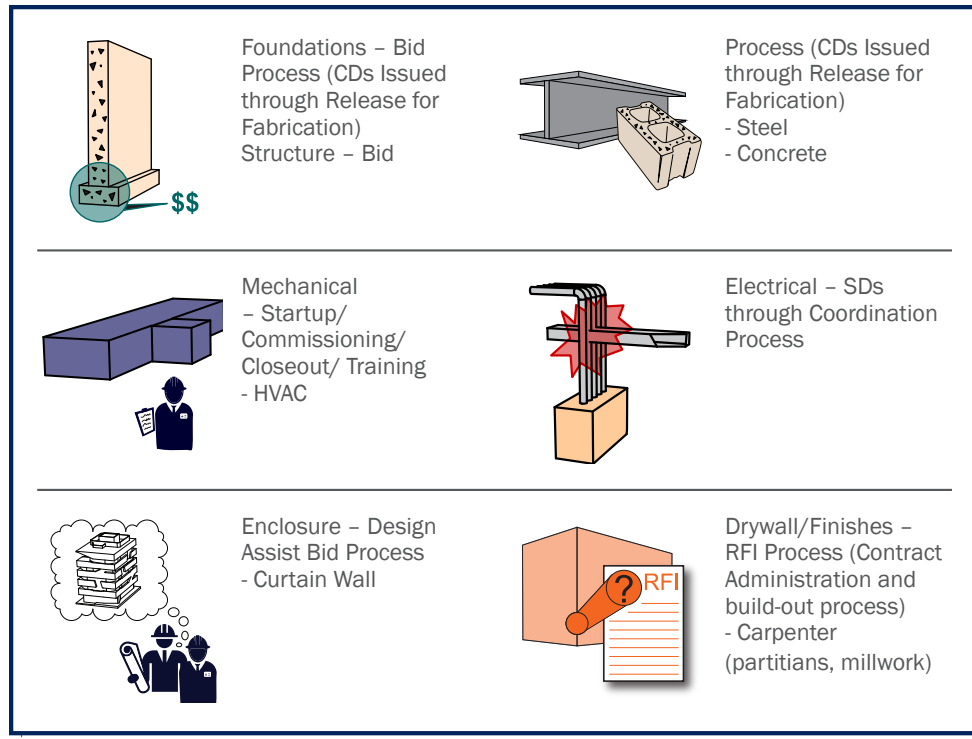 Foundations – Bid
Process (CDs Issued
through Release for
Fabrication)
Structure – Bid
$$
Process (CDs Issued
through Release for
Fabrication)
- Steel
- Concrete
Mechanical
– Startup/
Commissioning/
Closeout/ Training
- HVAC
Electrical – SDs
through Coordination
Process
Enclosure – Design
Assist Bid Process
- Curtain Wall
Drywall/Finishes –
RFI Process (Contract
Administration and
build-out process)
- Carpenter
(partitians, millwork)
?
RFI